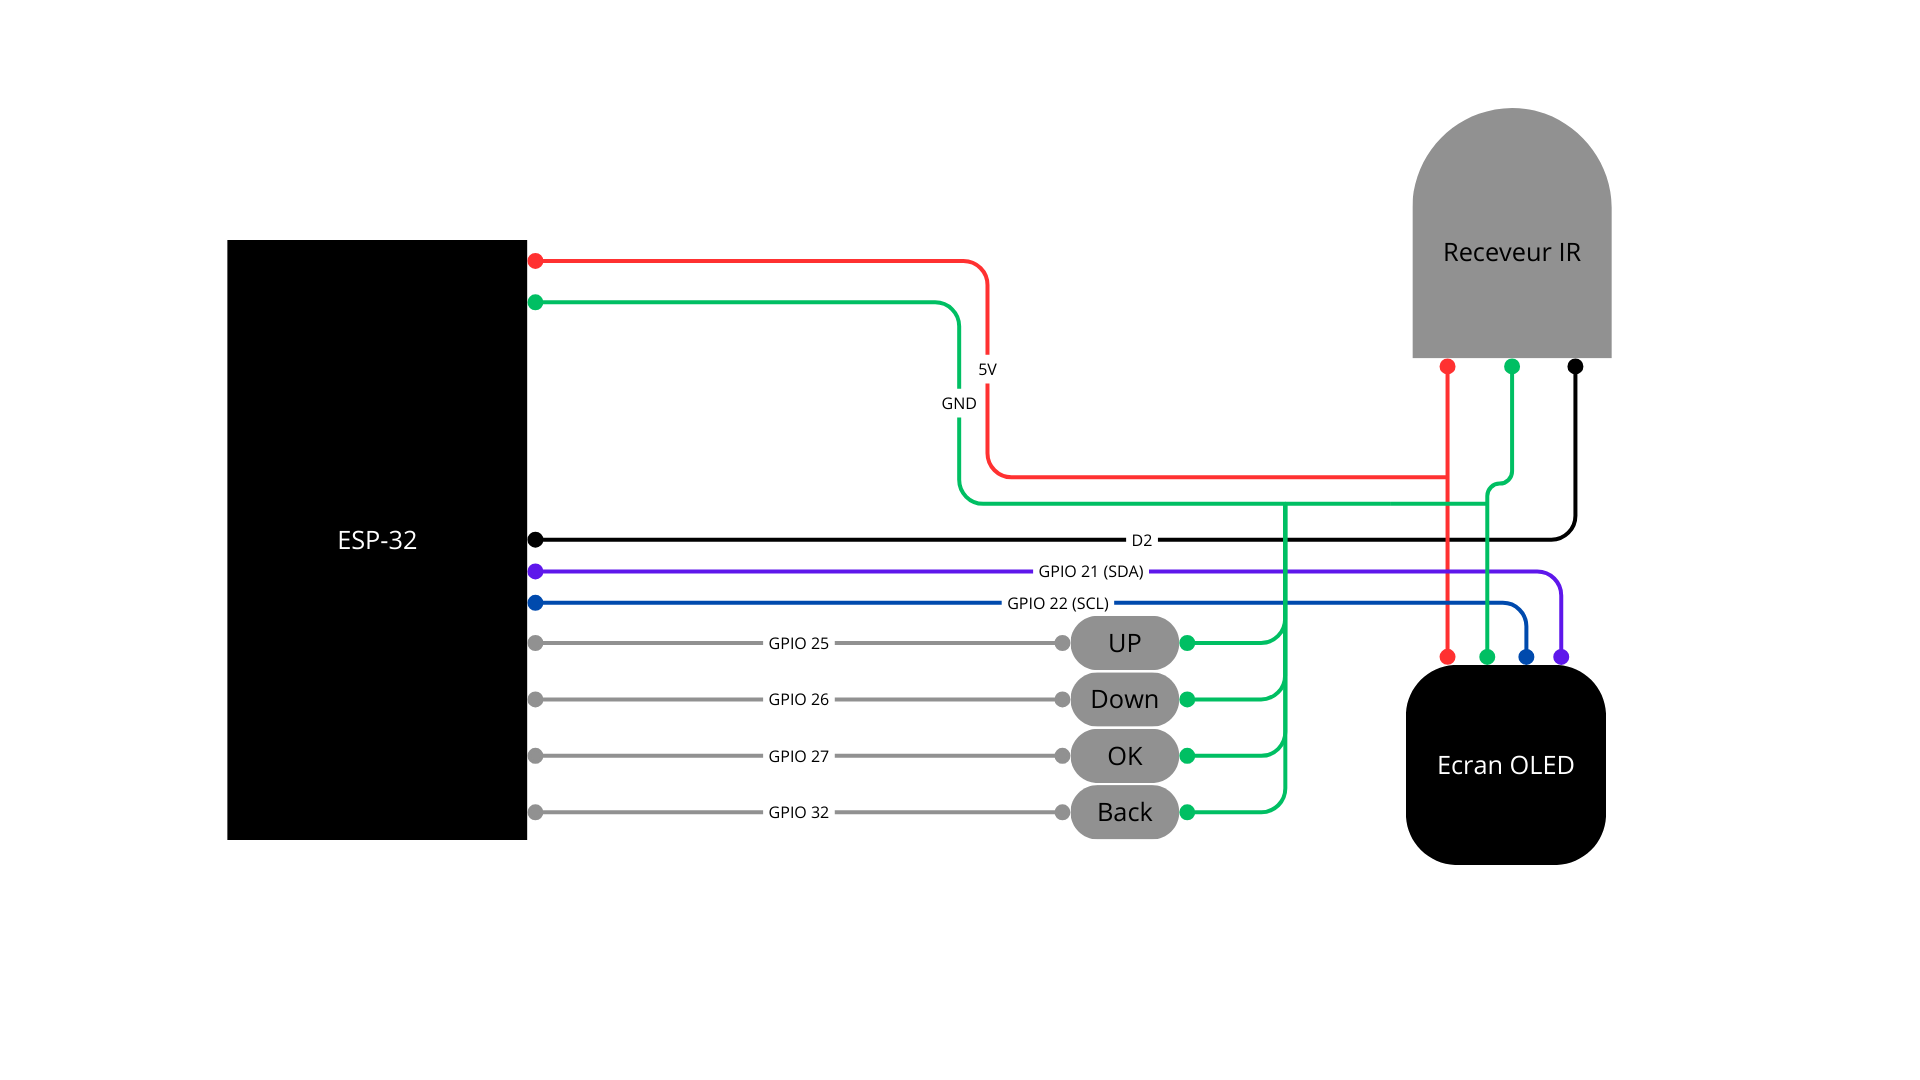 Receveur IR
5V
GND
ESP-32
D2
GPIO 21 (SDA)
GPIO 22 (SCL)
GPIO 25
UP
GPIO 26
Down
GPIO 27
OK
Ecran OLED
GPIO 32
Back